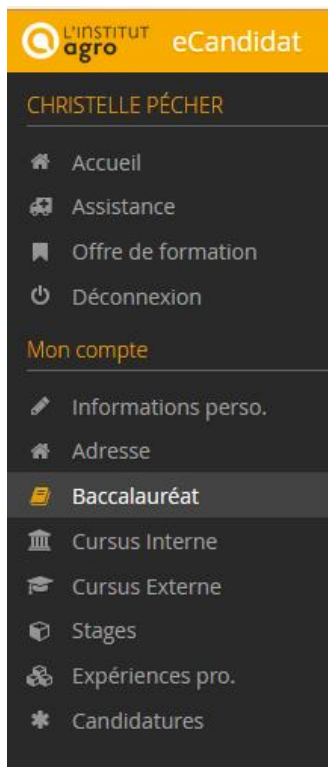 L'INSTITUT
agro eCandidat
CHRISTELLE PÉCHER
Accueil
Assistance
Offre de formation
Déconnexion
Mon compte
Informations perso.
Adresse
Baccalauréat
Cursus Interne
Cursus Externe
Stages
Expériences pro.
Candidatures